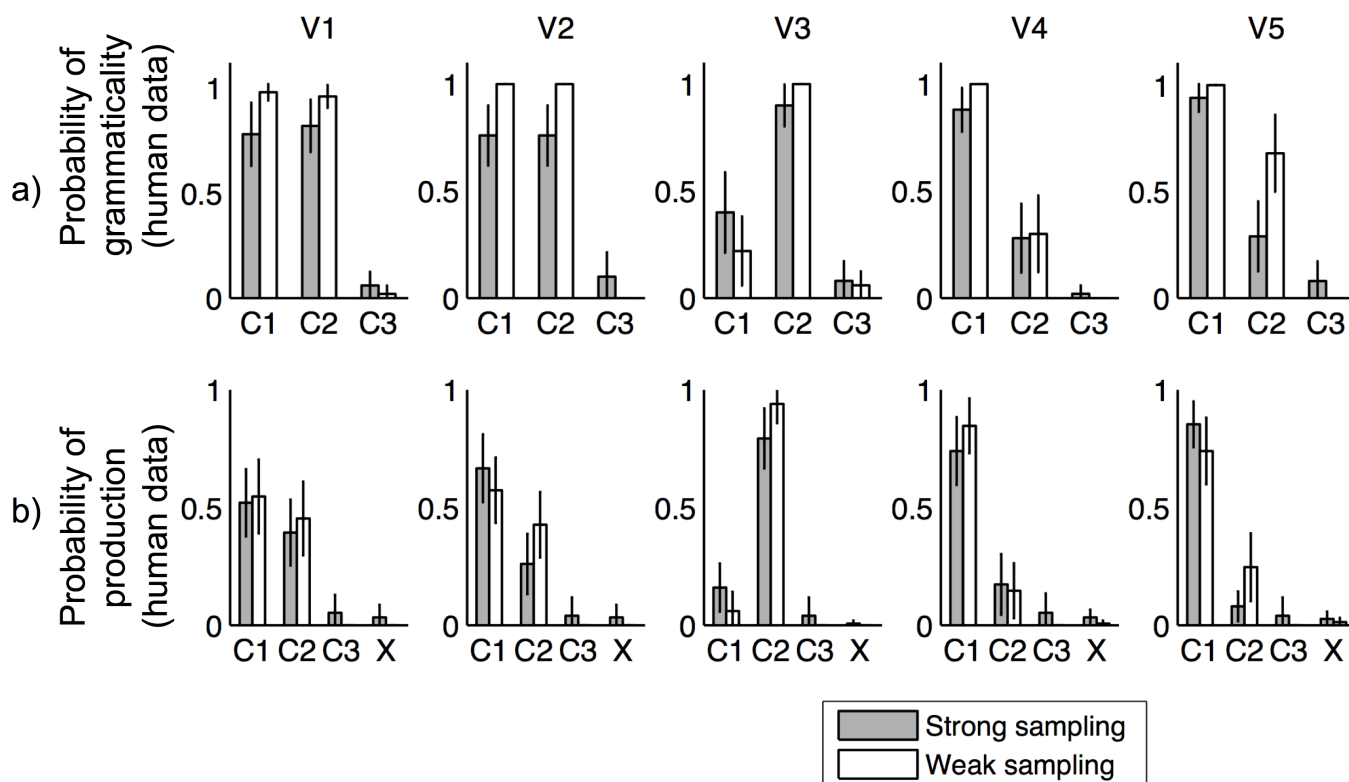 V1 V2 V3 V4 V5
a)
Probability of
grammaticality
(human data)
1 1 1 1 1
0.5 0.5 0.5 0.5 0.5
0 0 0 0 0
C1 C2 C3 C1 C2 C3 C1 C2 C3 C1 C2 C3 C1 C2 C3
b)
Probability of
production
(human data)
1 1 1 1 1
0.5 0.5 0.5 0.5 0.5
0 0 0 0 0
C1 C2 C3 X C1 C2 C3 X C1 C2 C3 X C1 C2 C3 X C1 C2 C3 X
Strong sampling
Weak sampling